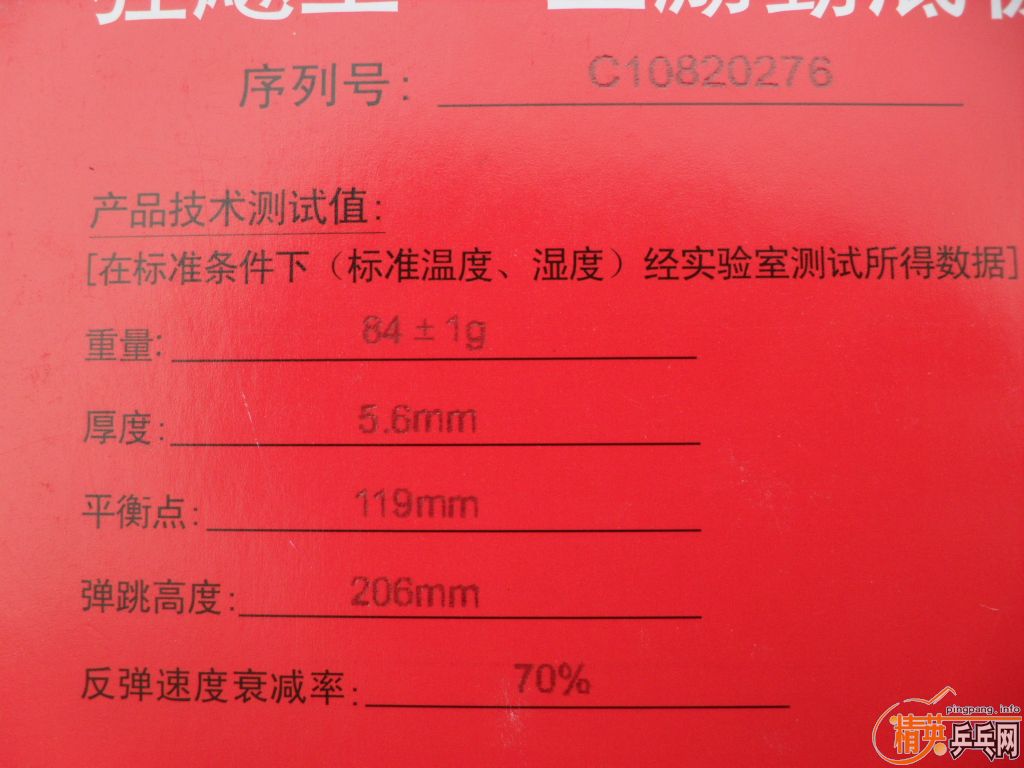 序列号: C10820276
产品技术测试值:
[在标准条件下（标准温度、湿度）经实验室测试所得数据]
重量: 84±1g
厚度: 5.6mm
平衡点: 119mm
弹跳高度: 206mm
反弹速度衰减率: 70%
pingpang.info
精英乒乓网